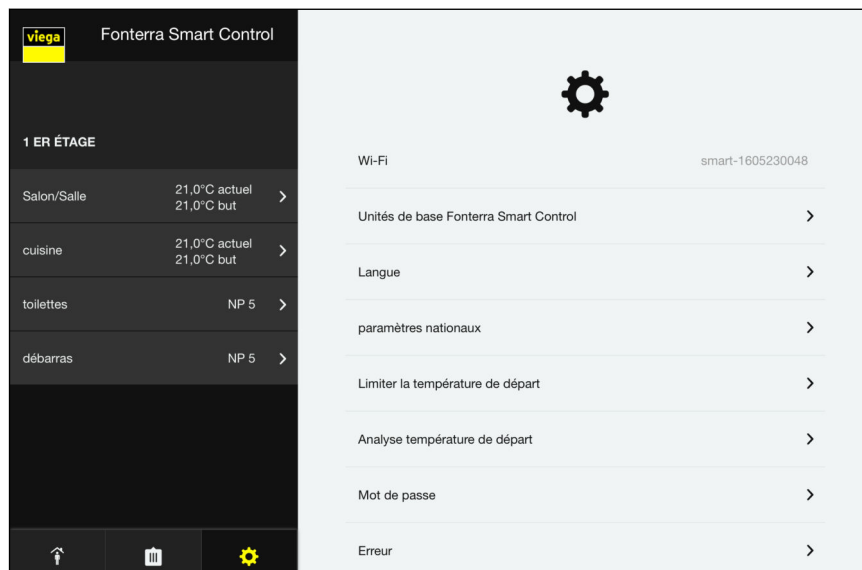 viega
Fonterra Smart Control
1 ER ÉTAGE
Salon/Salle
21,0°C actuel
21,0°C but
cuisine
21,0°C actuel
21,0°C but
toilettes
NP 5
débarras
NP 5
Wi-Fi
smart-1605230048
Unités de base Fonterra Smart Control
Langue
paramètres nationaux
Limiter la température de départ
Analyse température de départ
Mot de passe
Erreur